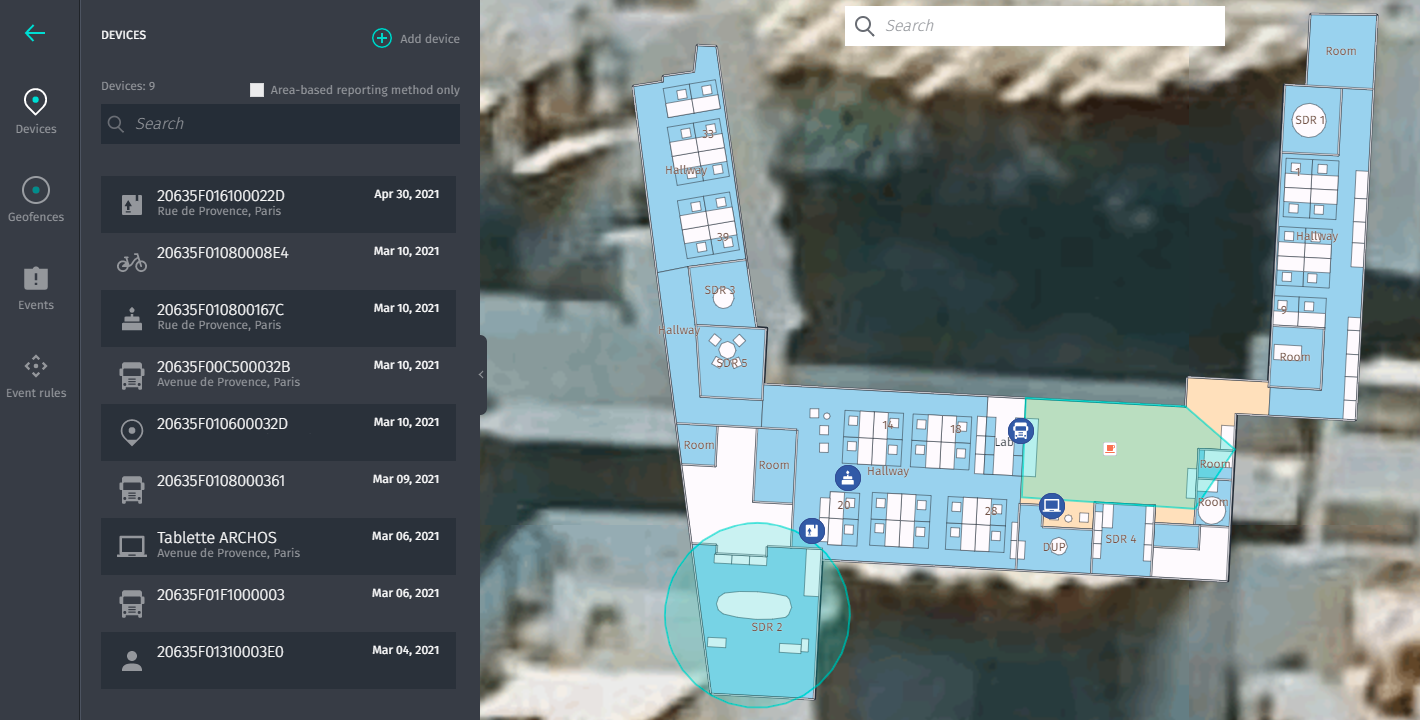 DEVICES
Add device
Devices: 9
Area-based reporting method only
Search
Devices
Geofences
Events
Event rules
20635F016100022D
Apr 30, 2021
Rue de Provence, Paris
20635F01080008E4
Mar 10, 2021
20635F010800167C
Mar 10, 2021
Rue de Provence, Paris
20635F00C500032B
Mar 10, 2021
Avenue de Provence, Paris
20635F010600032D
Mar 10, 2021
20635F0108000361
Mar 09, 2021
Tablette ARCHOS
Mar 06, 2021
Avenue de Provence, Paris
20635F01F1000003
Mar 06, 2021
20635F01310003E0
Mar 04, 2021
Search
Room
SDR 1
33
Hallway
1
39
Hallway
SDR 3
9
Hallway
Room
SDR 5
14
18
Lab
Room
Room
Hallway
Room
20
28
Room
DUP
SDR 4
SDR 2